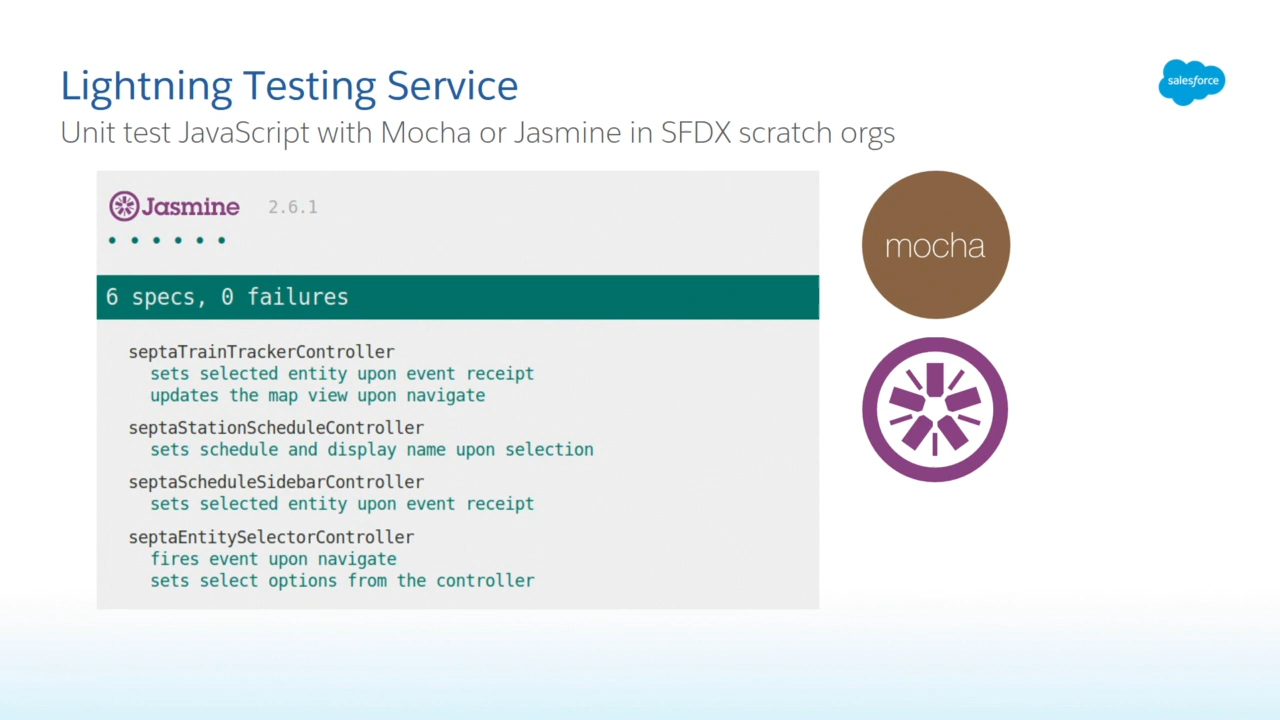 Lightning Testing Service
salesforce
Unit test JavaScript with Mocha or Jasmine in SFDX scratch orgs
Jasmine 2.6.1
• • • • • •
6 specs, 0 failures
septaTrainTrackerController
sets selected entity upon event receipt
updates the map view upon navigate
septaStationScheduleController
sets schedule and display name upon selection
septaScheduleSidebarController
sets selected entity upon event receipt
septaEntitySelectorController
fires event upon navigate
sets select options from the controller
mocha